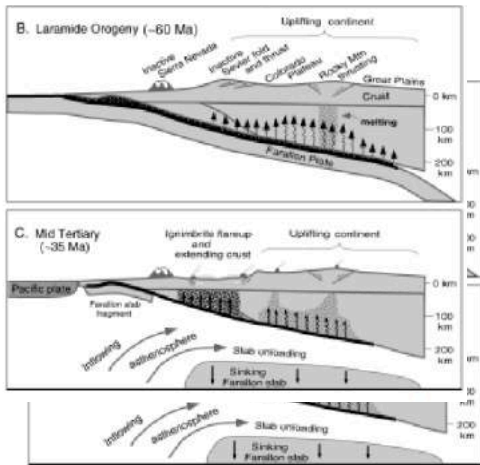 B. Laramide Orogeny (~60 Ma)
Uplifting continent
Inactive
Sierra Nevada
Inactive
Sevier fold
and thrust
Colorado
Plateau
Rocky Mtn
thrusting
Great Plains
Crust
0 km
melting
100
km
Farallon Plate
200
km
km
C. Mid Tertiary
(~35 Ma)
Ignimbrite flareup
and
extending crust
Uplifting continent
Pacific plate
0 km
Farallon slab
fragment
100
km
200
km
Inflowing
asthenosphere
Slab unloading
Sinking
Farallon slab
km
200
km
Inflowing
asthenosphere
Slab unloading
Sinking
Farallon slab